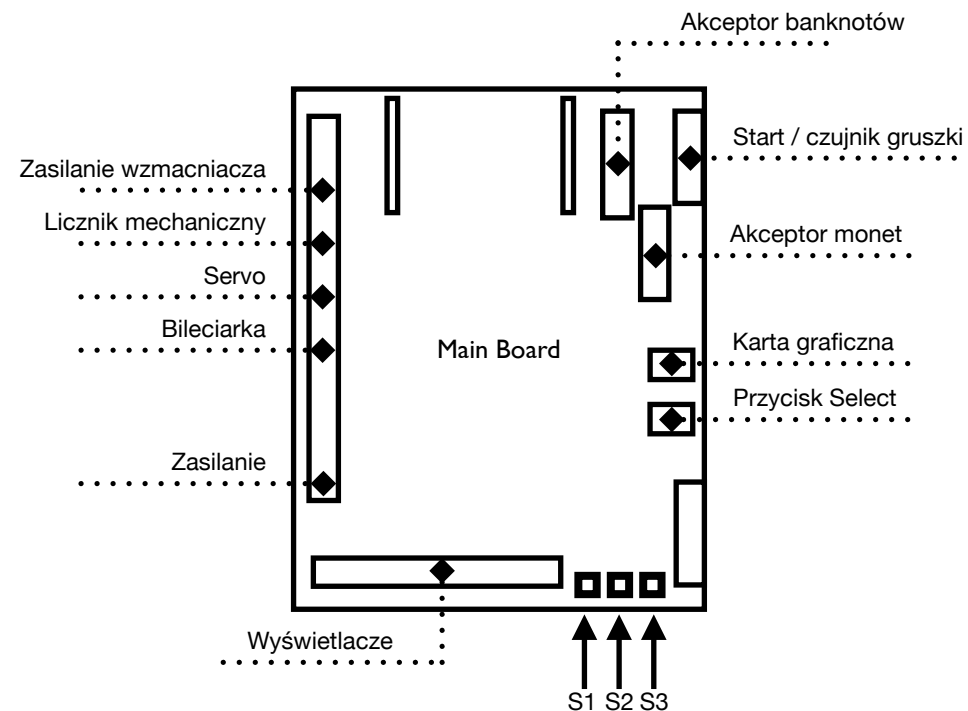 Akceptor banknotów
Start / czujnik gruszki
Zasilanie wzmacniacza
Licznik mechaniczny
Akceptor monet
Servo
Bileciarka
Main Board
Karta graficzna
Przycisk Select
Zasilanie
Wyświetlacze
S1 S2 S3